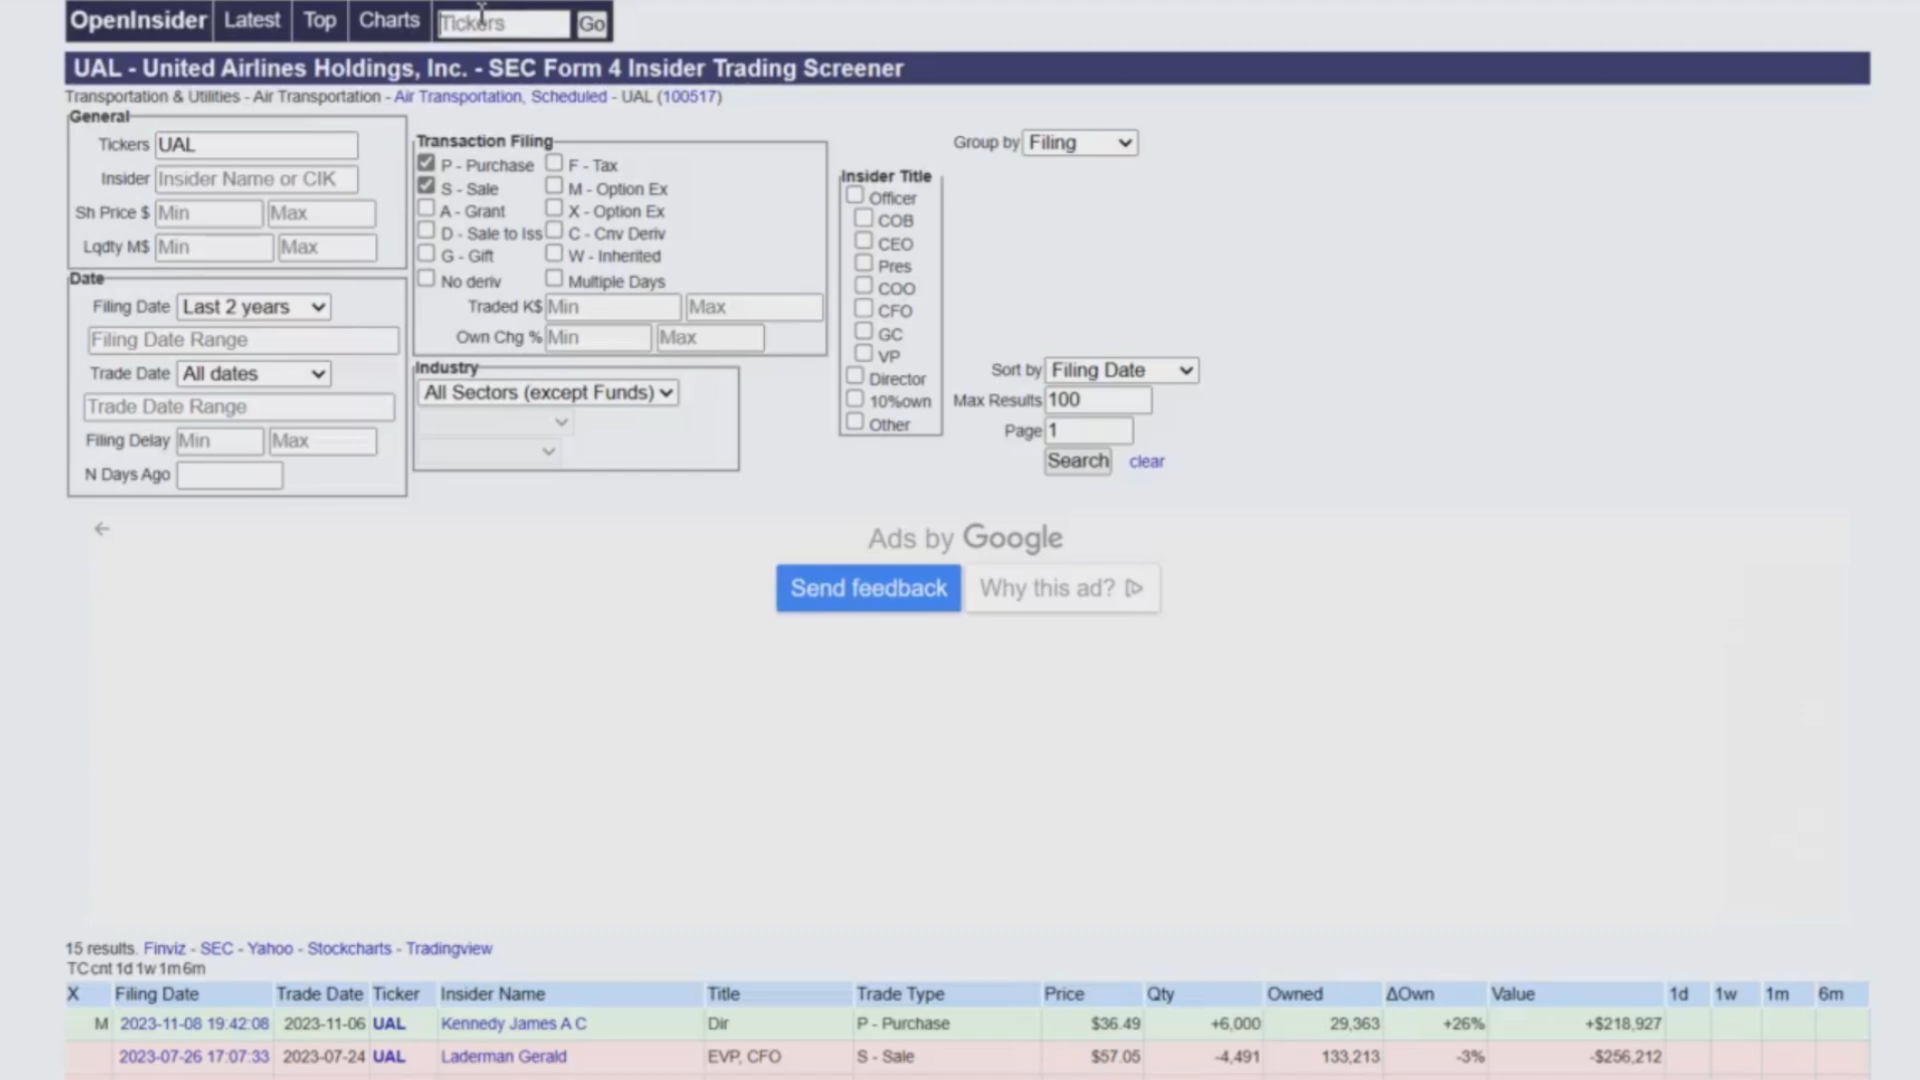 OpenInsider Latest Top Charts Tickers Go
UAL - United Airlines Holdings, Inc. - SEC Form 4 Insider Trading Screener
Transportation & Utilities - Air Transportation - Air Transportation, Scheduled - UAL (100517)
General
Tickers UAL
Insider Insider Name or CIK
Sh Price $ Min Max
Lqdty M$ Min Max
Date
Filing Date Last 2 years
Filing Date Range
Trade Date All dates
Trade Date Range
Filing Delay Min Max
N Days Ago
Transaction Filing
P - Purchase F - Tax
S - Sale M - Option Ex
A - Grant X - Option Ex
D - Sale to Iss C - Cnv Deriv
G - Gift W - Inherited
No deriv Multiple Days
Traded K$ Min Max
Own Chg % Min Max
Industry
All Sectors (except Funds)
Insider Title
Officer
COB
CEO
Pres
COO
CFO
GC
VP
Director
10%own
Other
Group by Filing
Sort by Filing Date
Max Results 100
Page 1
Search clear
Ads by Google
Send feedback Why this ad?
15 results. Finviz - SEC - Yahoo - Stockcharts - Tradingview
TC cnt 1d 1w 1m 6m
X Filing Date Trade Date Ticker Insider Name Title Trade Type Price Qty Owned ΔOwn Value 1d 1w 1m 6m
M 2023-11-08 19:42:08 2023-11-06 UAL Kennedy James A C Dir P - Purchase $36.49 +6,000 29,363 +26% +$218,927
2023-07-26 17:07:33 2023-07-24 UAL Laderman Gerald EVP, CFO S - Sale $57.05 -4,491 133,213 -3% -$256,212